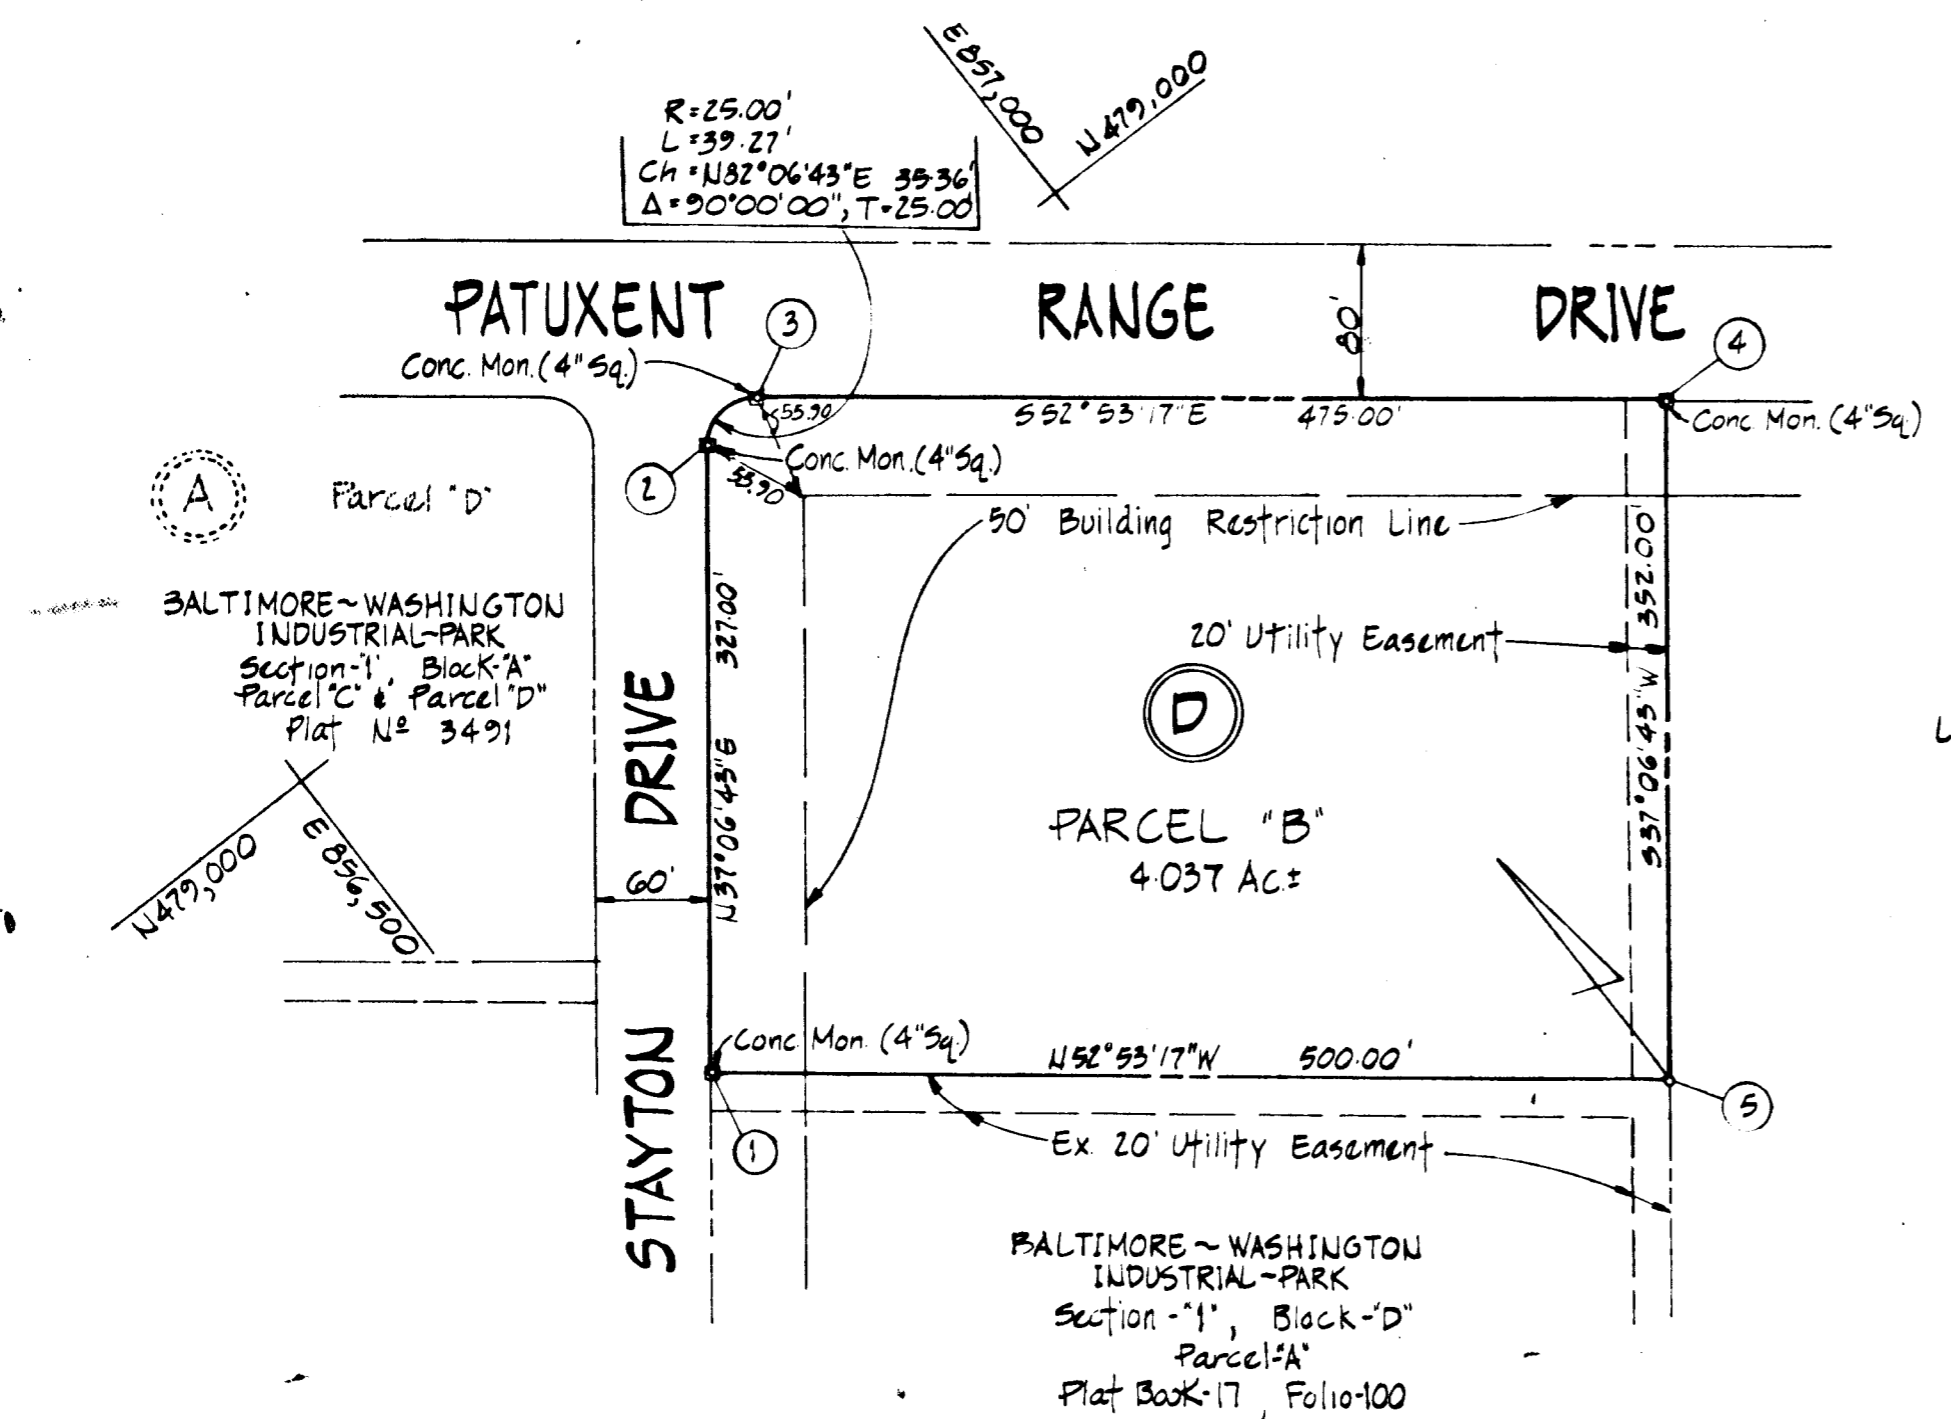 E 857,000
N 479,000
R=25.00'
L=39.27'
Ch=N82°06'43"E 35.36'
Δ=90°00'00", T=25.00'
PATUXENT RANGE DRIVE
80'
3
4
Conc. Mon. (4"Sq.)
55.90
S52°53'17"E 475.00'
Conc. Mon. (4"Sq.)
Conc. Mon. (4"Sq.)
2
55.90
A
Parcel "D"
50' Building Restriction Line
BALTIMORE~WASHINGTON
INDUSTRIAL~PARK
Section-"1", Block-"A"
Parcel "C" & Parcel "D"
Plat Nº 3491
N37°06'43"E 327.00'
20' Utility Easement
S37°06'43"W 352.00'
D
PARCEL "B"
4.037 Ac.±
N479,000
E 856,500
60'
STAYTON DRIVE
Conc. Mon. (4"Sq.)
N52°53'17"W 500.00'
1
5
Ex. 20' Utility Easement
BALTIMORE~WASHINGTON
INDUSTRIAL~PARK
Section-"1", Block-"D"
Parcel-"A"
Plat Book-17, Folio-100